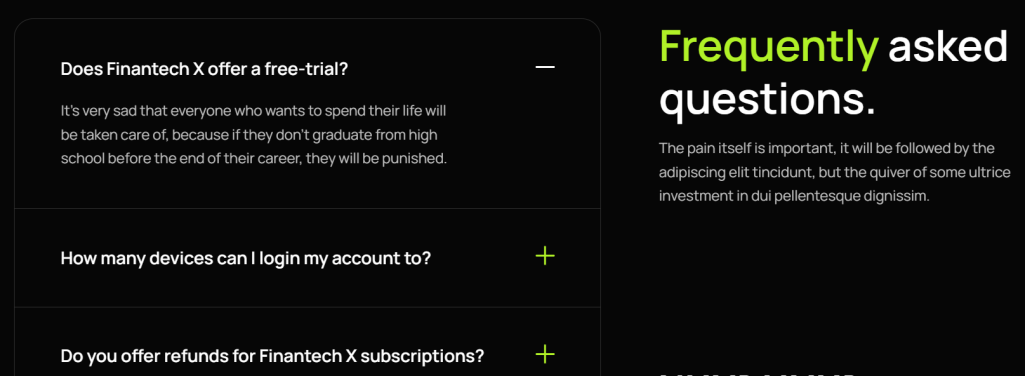 Does Finantech X offer a free-trial?
It's very sad that everyone who wants to spend their life will
be taken care of, because if they don't graduate from high
school before the end of their career, they will be punished.
How many devices can I login my account to?
Do you offer refunds for Finantech X subscriptions?
Frequently asked
questions.
The pain itself is important, it will be followed by the
adipiscing elit tincidunt, but the quiver of some ultrice
investment in dui pellentesque dignissim.